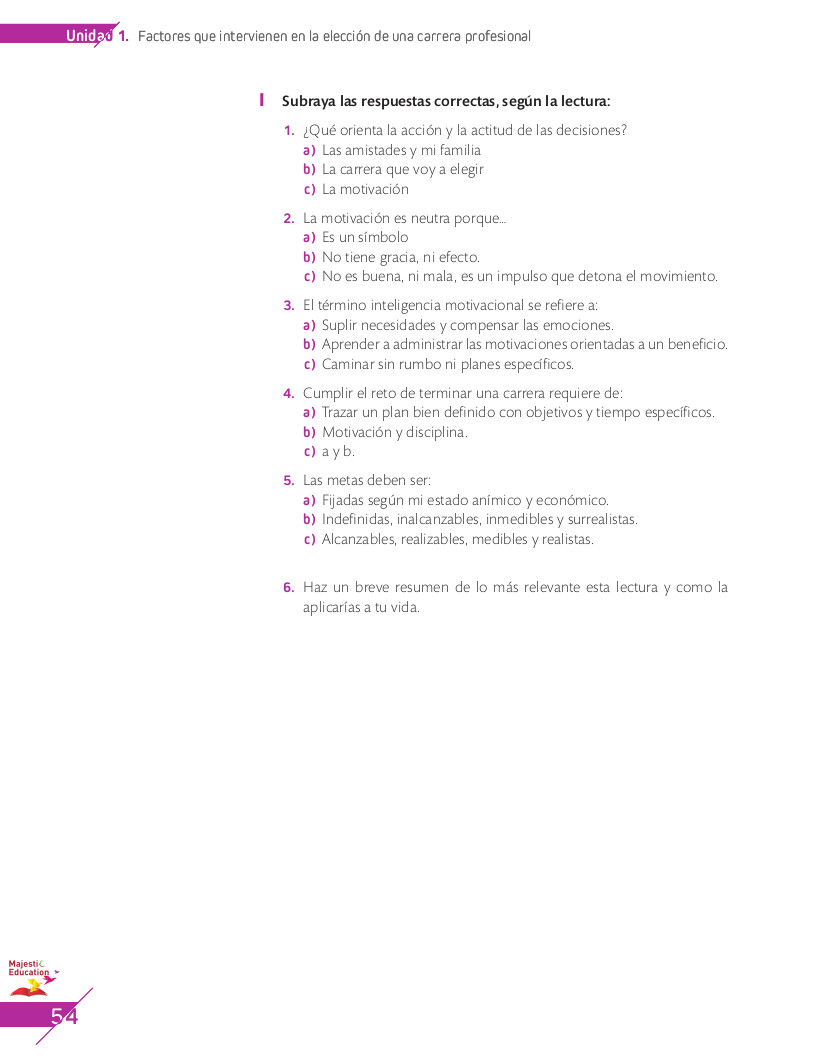 Unidad 1. Factores que intervienen en la elección de una carrera profesional
I Subraya las respuestas correctas, según la lectura:
1. ¿Qué orienta la acción y la actitud de las decisiones?
a) Las amistades y mi familia
b) La carrera que voy a elegir
c) La motivación
2. La motivación es neutra porque...
a) Es un símbolo
b) No tiene gracia, ni efecto.
c) No es buena, ni mala, es un impulso que detona el movimiento.
3. El término inteligencia motivacional se refiere a:
a) Suplir necesidades y compensar las emociones.
b) Aprender a administrar las motivaciones orientadas a un beneficio.
c) Caminar sin rumbo ni planes específicos.
4. Cumplir el reto de terminar una carrera requiere de:
a) Trazar un plan bien definido con objetivos y tiempo específicos.
b) Motivación y disciplina.
c) a y b.
5. Las metas deben ser:
a) Fijadas según mi estado anímico y económico.
b) Indefinidas, inalcanzables, inmedibles y surrealistas.
c) Alcanzables, realizables, medibles y realistas.
6. Haz un breve resumen de lo más relevante esta lectura y como la
aplicarías a tu vida.
Majestic
Education
54